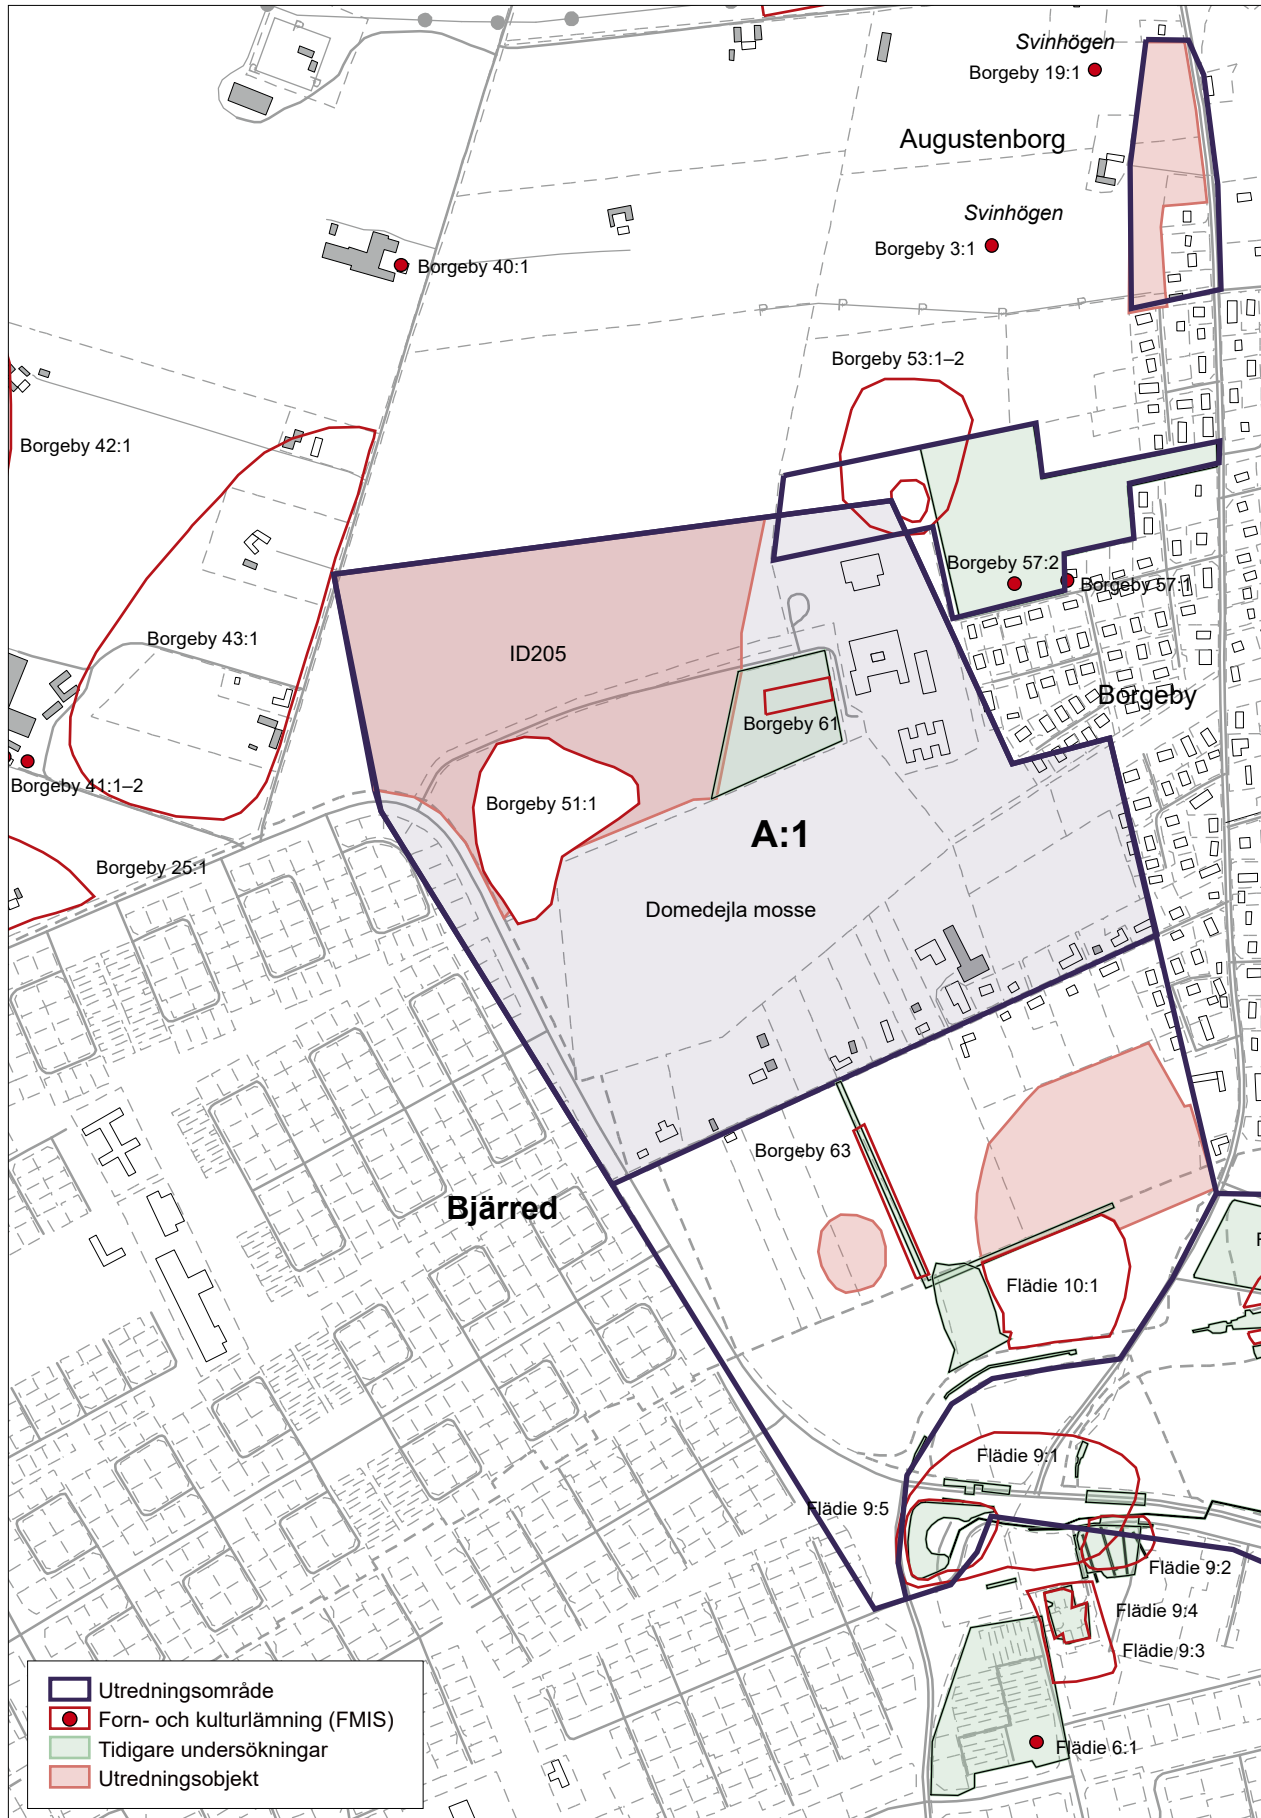 Svinhögen
Borgeby 19:1
Augustenborg
Svinhögen
Borgeby 3:1
Borgeby 40:1
P
P
P
P
P
Borgeby 53:1–2
Borgeby 42:1
Borgeby 57:2
Borgeby 57:1
Borgeby 43:1
ID205
Borgeby
Borgeby 61
Borgeby 41:1–2
Borgeby 51:1
A:1
Borgeby 25:1
Domedejla mosse
Borgeby 63
Bjärred
F
Flädie 10:1
Flädie 9:1
Flädie 9:5
Flädie 9:2
Flädie 9:4
Flädie 9:3
Flädie 6:1
Utredningsområde
Forn- och kulturlämning (FMIS)
Tidigare undersökningar
Utredningsobjekt